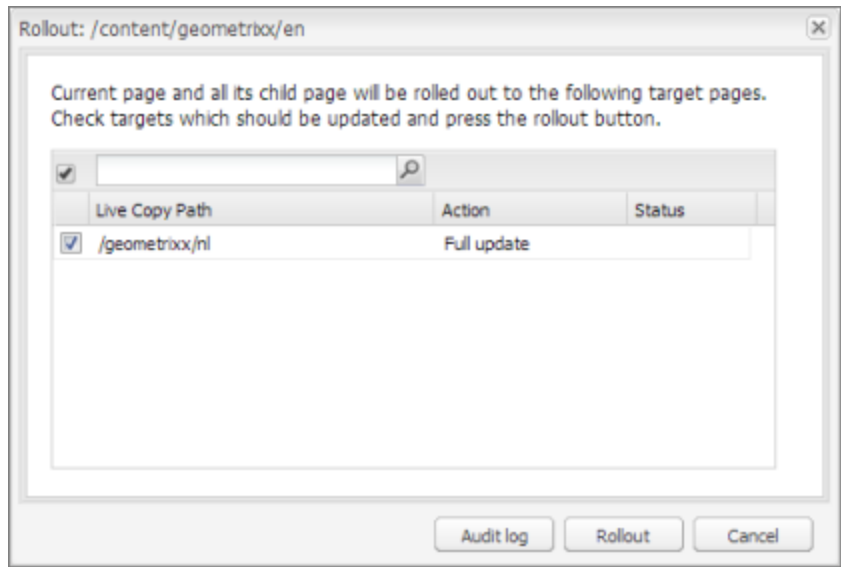 Rollout: /content/geometrixx/en
Current page and all its child page will be rolled out to the following target pages.
Check targets which should be updated and press the rollout button.
Live Copy Path Action Status
/geometrixx/nl Full update
Audit log Rollout Cancel